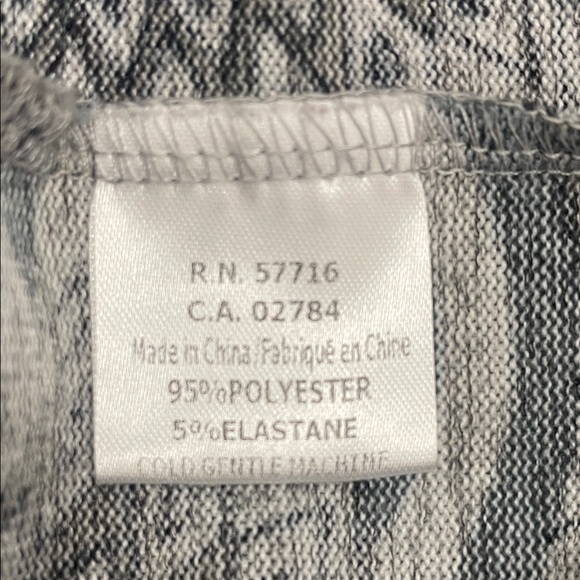 R.N. 57716
C.A. 02784
Made in China/Fabriqué en Chine
95%POLYESTER
5%ELASTANE
COLD GENTLE MACHINE